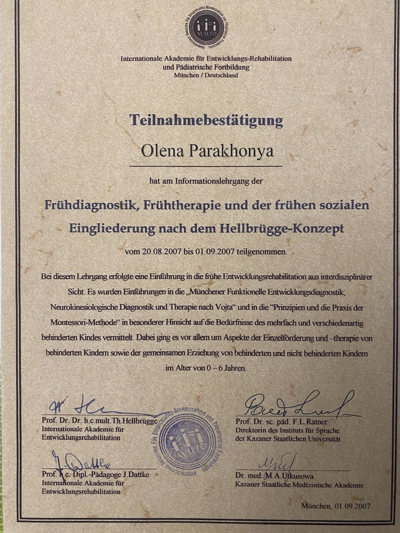 Internationale Akademie für Entwicklungs-Rehabilitation
und Pädiatrische Fortbildung
München / Deutschland
Teilnahmebestätigung
Olena Parakhonya
hat am Informationslehrgang der
Frühdiagnostik, Frühtherapie und der frühen sozialen
Eingliederung nach dem Hellbrügge-Konzept
vom 20.08.2007 bis 01.09.2007 teilgenommen.
Bei diesem Lehrgang erfolgte eine Einführung in die frühe Entwicklungsrehabilitation aus interdisziplinärer
Sicht. Es wurden Einführungen in die „Münchener Funktionelle Entwicklungsdiagnostik,
Neurokinesiologische Diagnostik und Therapie nach Vojta" und in die "Prinzipien und die Praxis der
Montessori-Methode" in besonderer Hinsicht auf die Bedürfnisse des mehrfach und verschiedenartig
behinderten Kindes vermittelt. Dabei ging es vor allem um Aspekte der Einzelförderung und –therapie von
behinderten Kindern sowie der gemeinsamen Erziehung von behinderten und nicht behinderten Kindern
im Alter von 0 – 6 Jahren.
Prof. Dr. Dr. h.c.mult.Th.Hellbrügge
Internationale Akademie für
Entwicklungsrehabilitation
Prof. Dr. sc. päd. F.L.Ratner
Direktorin des Instituts für Sprache
der Kazaner Staatlichen Universität
Prof. h.c. Dipl.-Pädagoge J.Dattke
Internationale Akademie für
Entwicklungsrehabilitation
Dr. med. M.A.Utkusowa
Kazaner Staatliche Medizinische Akademie
München, 01.09.2007